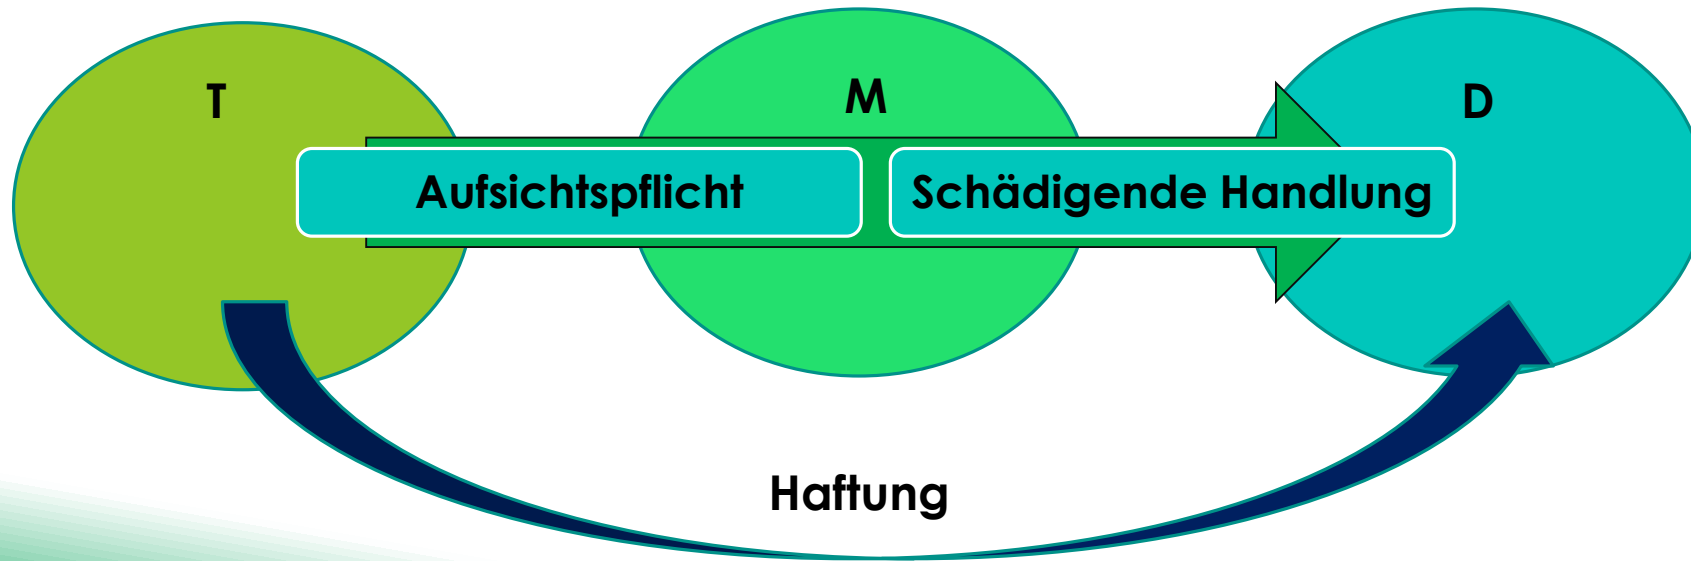 T
M
D
Aufsichtspflicht
Schädigende Handlung
Haftung